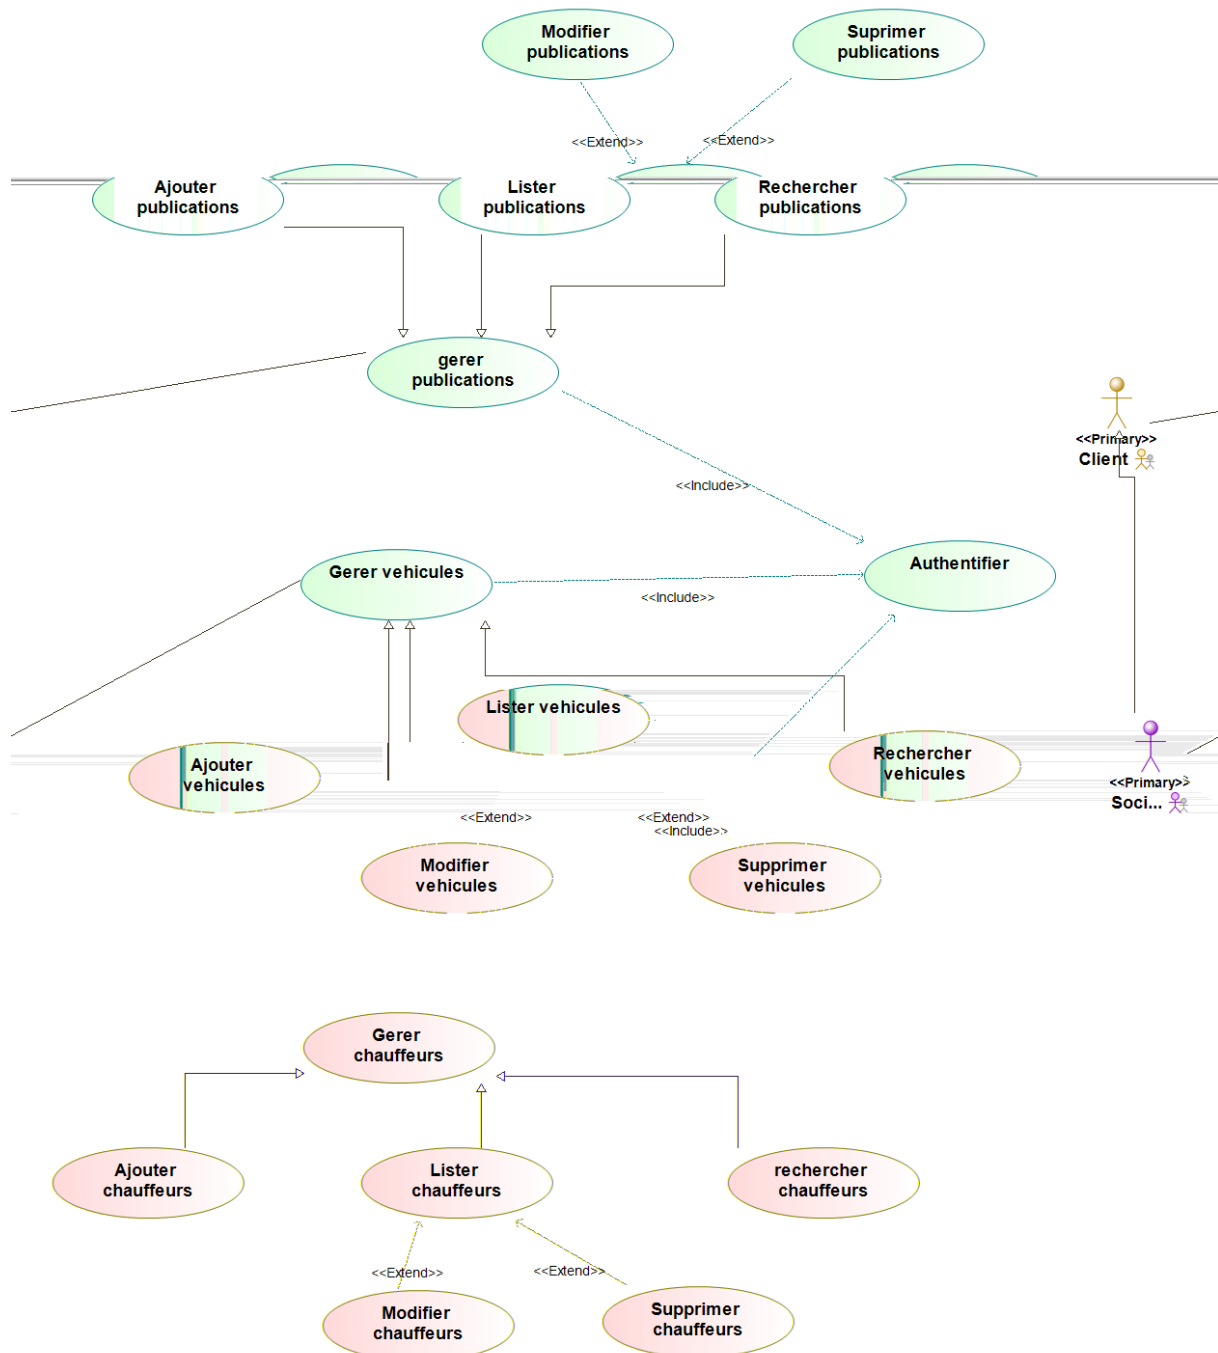 Modifier
publications
Suprimer
publications
<<Extend>>
<<Extend>>
Ajouter
publications
Lister
publications
Rechercher
publications
gerer
publications
<<Primary>>
Client
<<Include>>
Gerer vehicules
Authentifier
<<Include>>
Lister vehicules
Ajouter
vehicules
Rechercher
vehicules
<<Primary>>
Soci...
<<Extend>>
<<Extend>>
<<Include>>
Modifier
vehicules
Supprimer
vehicules
Gerer
chauffeurs
Ajouter
chauffeurs
Lister
chauffeurs
rechercher
chauffeurs
<<Extend>>
<<Extend>>
Modifier
chauffeurs
Supprimer
chauffeurs